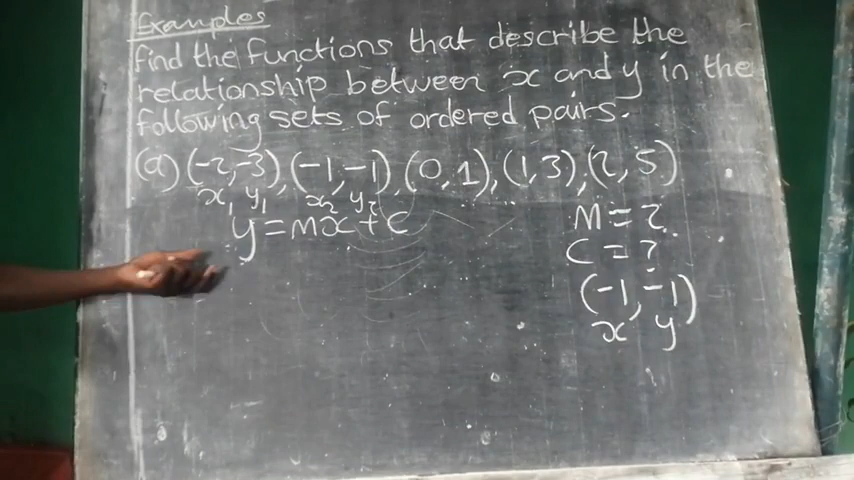 Examples
find the functions that describe the
relationship between x and y in the
following sets of ordered pairs.
(a) (-2,-3), (-1,-1), (0,1), (1,3), (2,5)
x₁ y₁ x₂ y₂
y = mx + c
M = ?
C = ?
(-1, -1)
x y